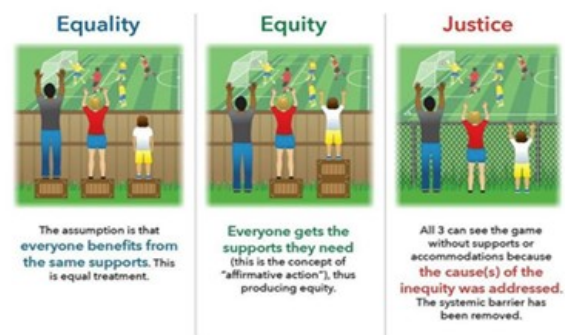 Equality
The assumption is that
everyone benefits from
the same supports. This
is equal treatment.
Equity
Everyone gets the
supports they need
(this is the concept of
"affirmative action"), thus
producing equity.
Justice
All 3 can see the game
without supports or
accommodations because
the cause(s) of the
inequity was addressed.
The systemic barrier has
been removed.